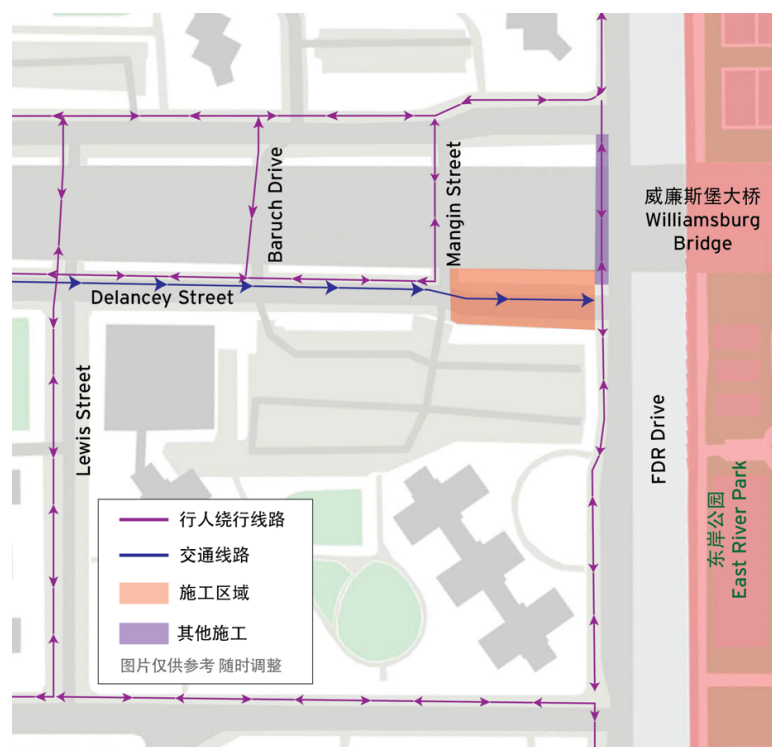 Baruch Drive
Mangin Street
威廉斯堡大桥
Williamsburg
Bridge
Delancey Street
Lewis Street
FDR Drive
东岸公园
East River Park
行人绕行线路
交通线路
施工区域
其他施工
图片仅供参考 随时调整